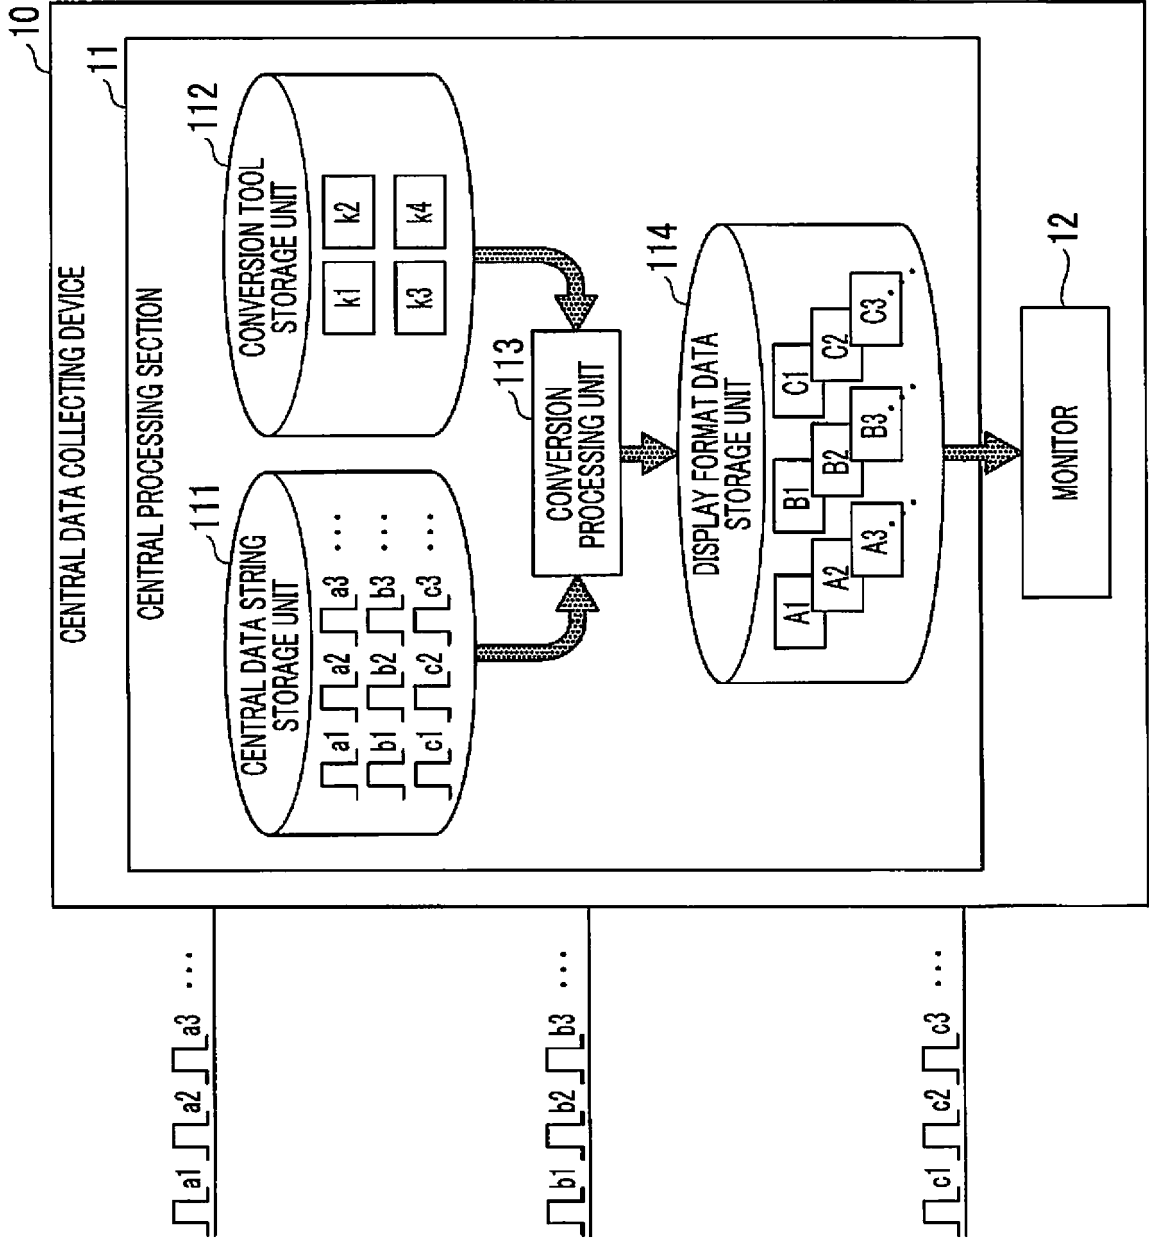 10
CENTRAL DATA COLLECTING DEVICE
11
CENTRAL PROCESSING SECTION
111
CENTRAL DATA STRING
STORAGE UNIT
a1 a2 a3 ...
b1 b2 b3 ...
c1 c2 c3 ...
112
CONVERSION TOOL
STORAGE UNIT
k1 k2
k3 k4
113
CONVERSION
PROCESSING UNIT
114
DISPLAY FORMAT DATA
STORAGE UNIT
A1 B1 C1
A2 B2 C2
A3 B3 C3
12
MONITOR
a1 a2 a3 ...
b1 b2 b3 ...
c1 c2 c3 ...